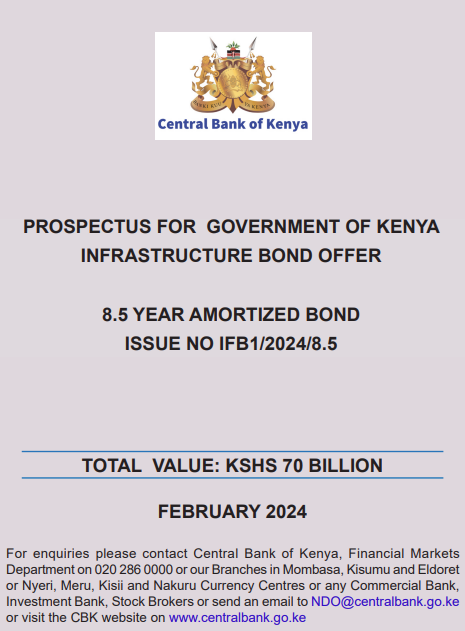 Central Bank of Kenya
PROSPECTUS FOR GOVERNMENT OF KENYA
INFRASTRUCTURE BOND OFFER
8.5 YEAR AMORTIZED BOND
ISSUE NO IFB1/2024/8.5
TOTAL VALUE: KSHS 70 BILLION
FEBRUARY 2024
For enquiries please contact Central Bank of Kenya, Financial Markets
Department on 020 286 0000 or our Branches in Mombasa, Kisumu and Eldoret
or Nyeri, Meru, Kisii and Nakuru Currency Centres or any Commercial Bank,
Investment Bank, Stock Brokers or send an email to NDO@centralbank.go.ke
or visit the CBK website on www.centralbank.go.ke